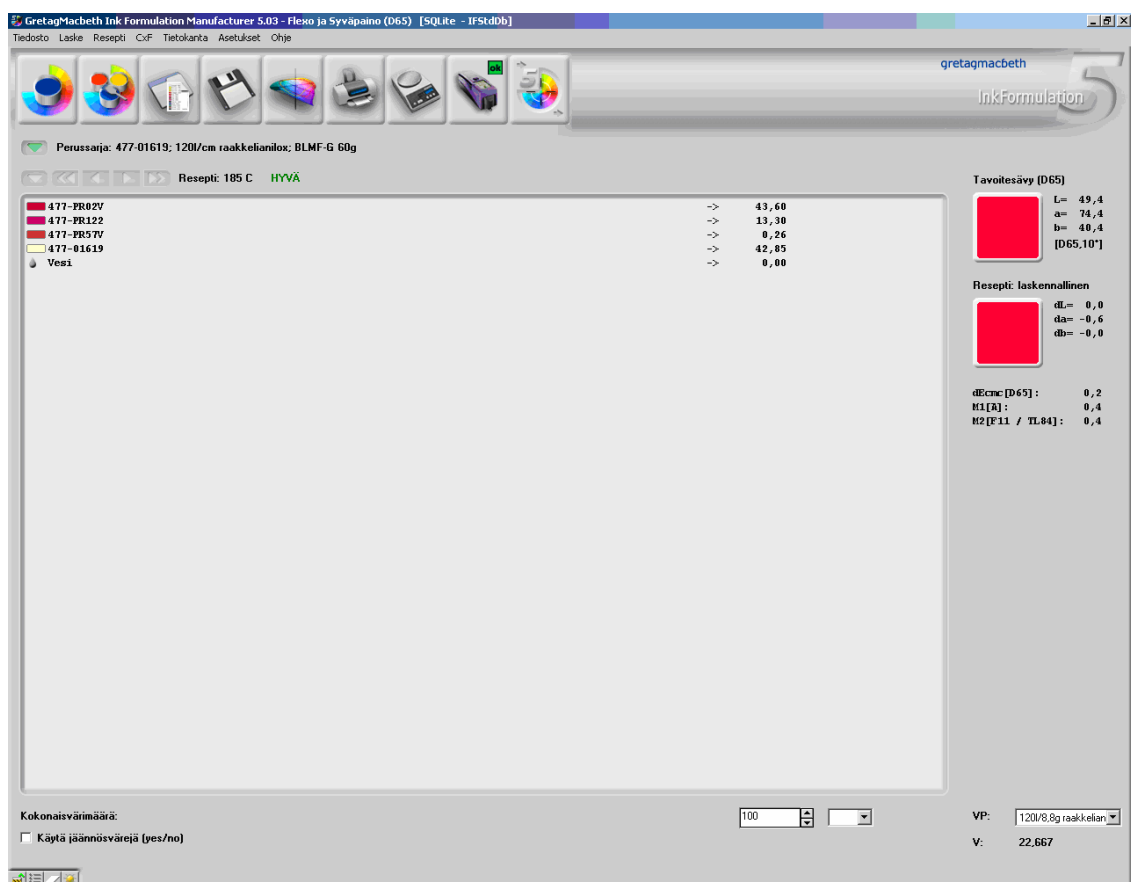 GretagMacbeth Ink Formulation Manufacturer 5.03 - Flexo ja Syväpaino (D65) [SQLite - IFStdDb]
Tiedosto Laske Resepti CxF Tietokanta Asetukset Ohje
ok
5
gretagmacbeth
InkFormulation 5
Perussarja: 477-01619; 120l/cm raakkelianilox; BLMF-G 60g
Resepti: 185 C HYVÄ
477-PR02V -> 43,60
477-PR122 -> 13,30
477-PR57V -> 0,26
477-01619 -> 42,85
Vesi -> 0,00
Tavoitesävy (D65)
L= 49,4
a= 74,4
b= 40,4
[D65,10°]
Resepti: laskennallinen
dL= 0,0
da= -0,6
db= -0,0
dEcmc[D65]: 0,2
M1[A]: 0,4
M2[F11 / TL84]: 0,4
Kokonaisvärimäärä: 100
Käytä jäännösvärejä (yes/no)
VP: 120l/8,8g raakkelian
V: 22,667